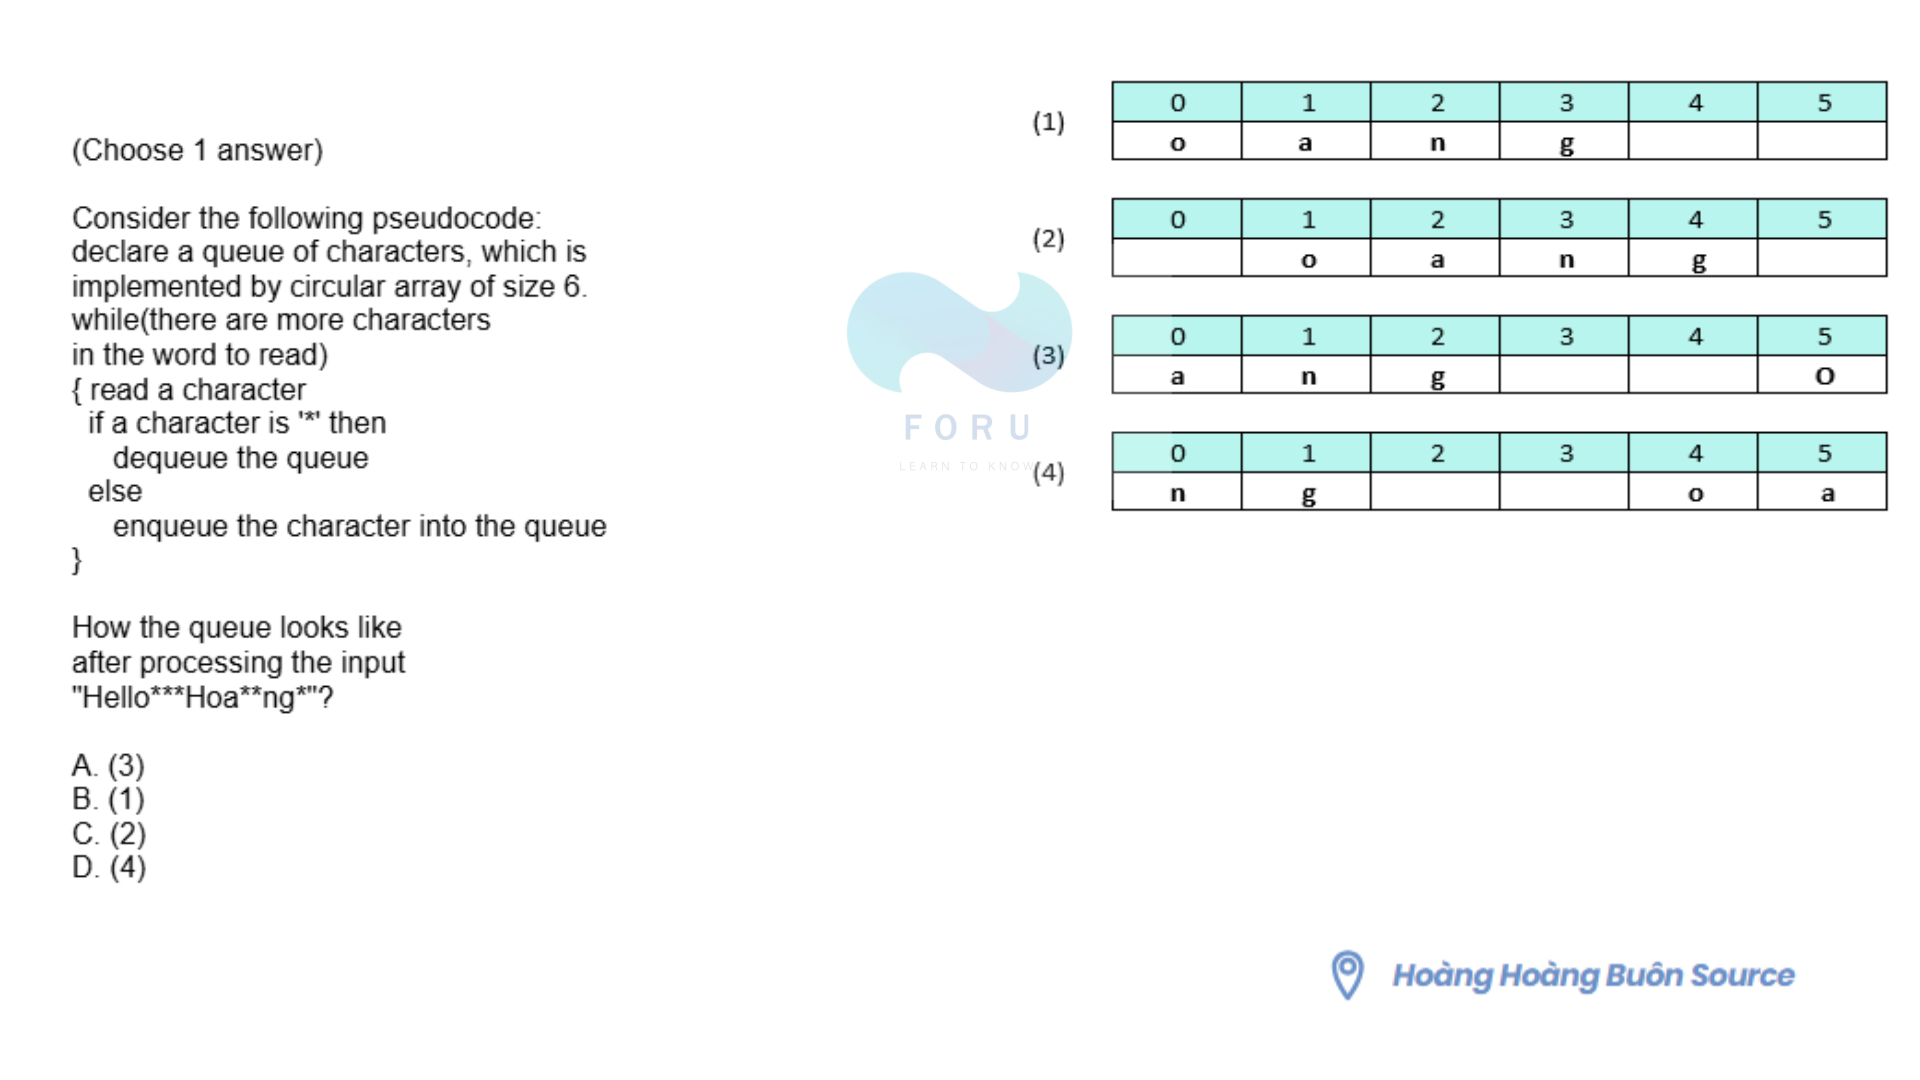 (Choose 1 answer)
Consider the following pseudocode:
declare a queue of characters, which is
implemented by circular array of size 6.
while(there are more characters
in the word to read)
{ read a character
if a character is '*' then
dequeue the queue
else
enqueue the character into the queue
}
How the queue looks like
after processing the input
"Hello***Hoa**ng*"?
A. (3)
B. (1)
C. (2)
D. (4)
(1)
0 1 2 3 4 5
o a n g
(2)
0 1 2 3 4 5
o a n g
(3)
0 1 2 3 4 5
a n g O
(4)
0 1 2 3 4 5
n g o a
FORU
LEARN TO KNOW
Hoàng Hoàng Buôn Source